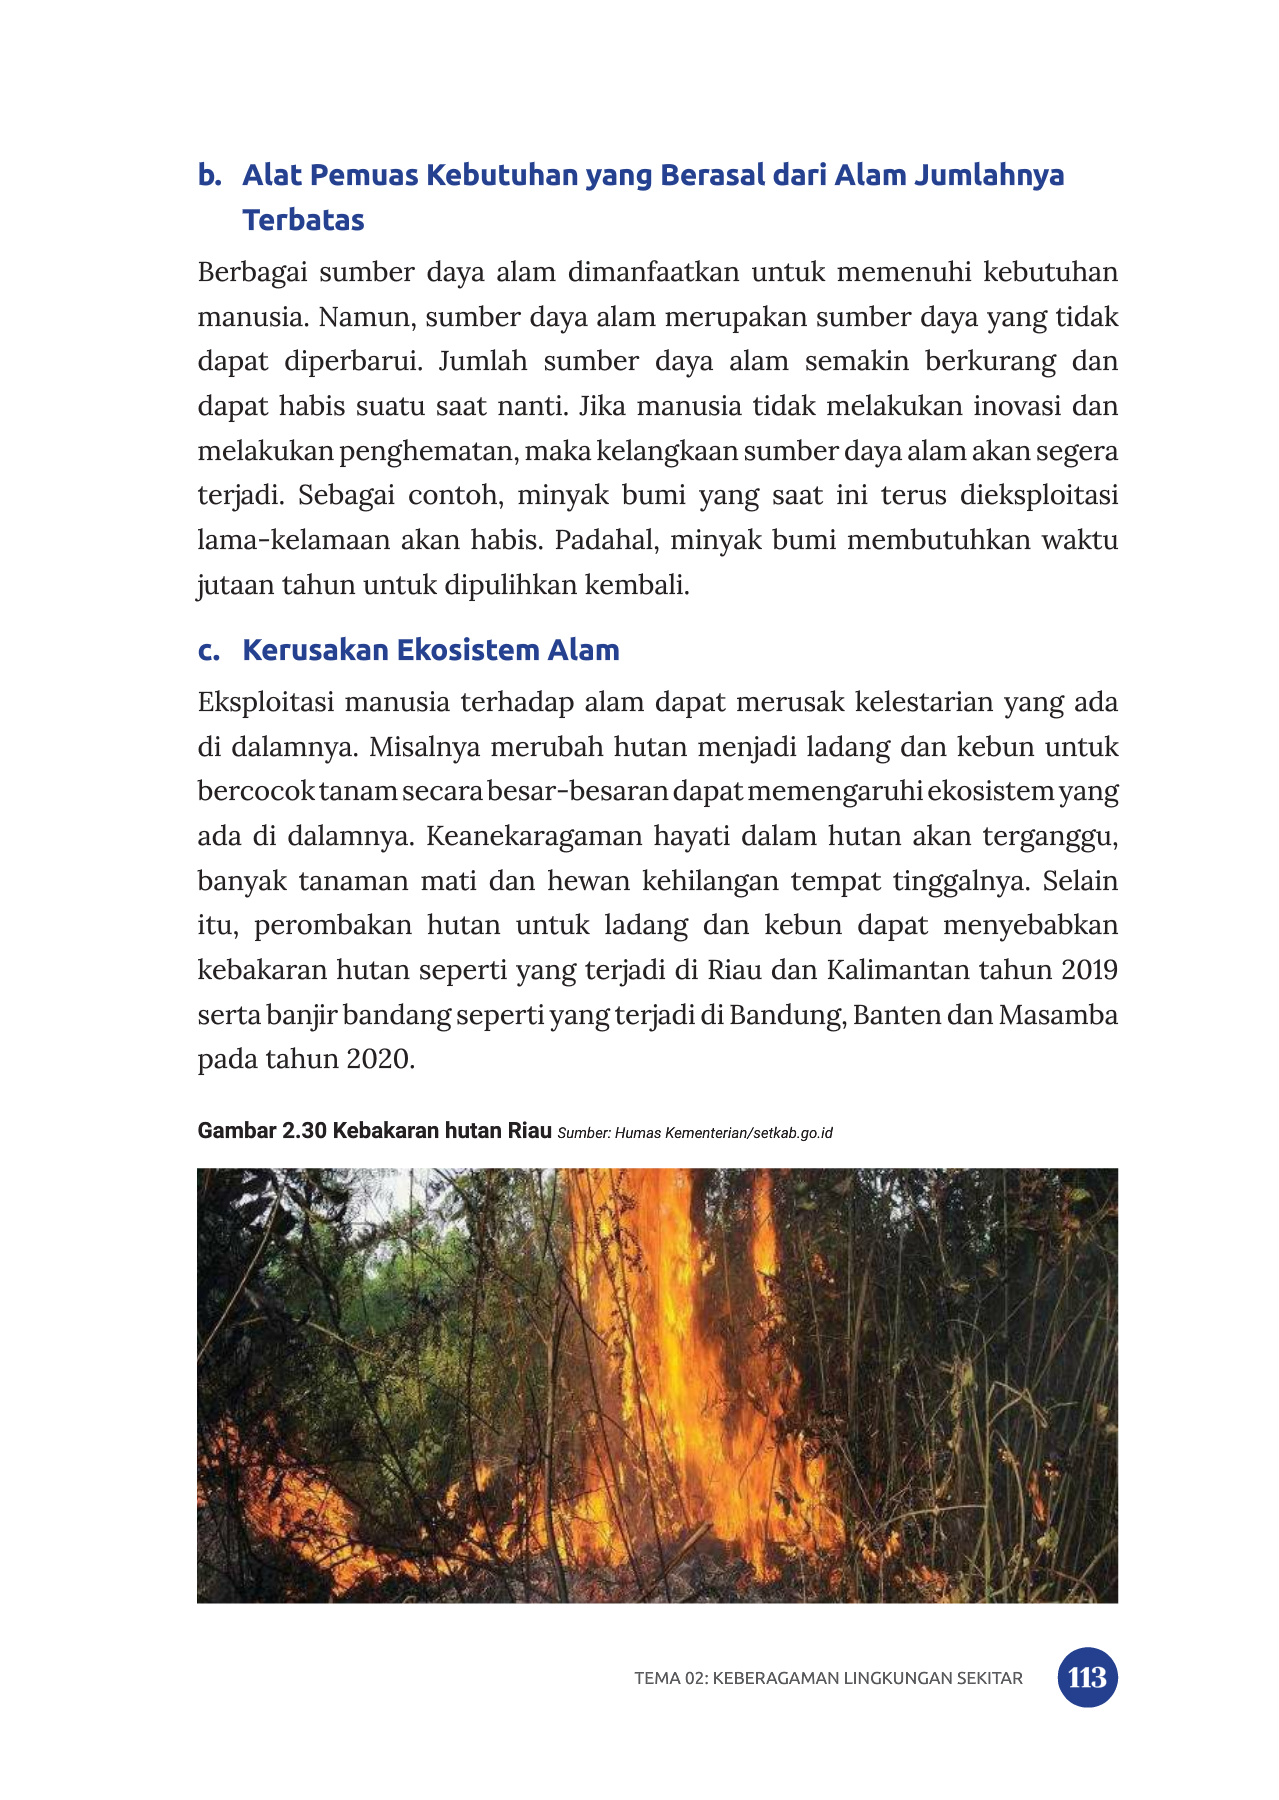 b. Alat Pemuas Kebutuhan yang Berasal dari Alam Jumlahnya
Terbatas
Berbagai sumber daya alam dimanfaatkan untuk memenuhi kebutuhan
manusia. Namun, sumber daya alam merupakan sumber daya yang tidak
dapat diperbarui. Jumlah sumber daya alam semakin berkurang dan
dapat habis suatu saat nanti. Jika manusia tidak melakukan inovasi dan
melakukan penghematan, maka kelangkaan sumber daya alam akan segera
terjadi. Sebagai contoh, minyak bumi yang saat ini terus dieksploitasi
lama-kelamaan akan habis. Padahal, minyak bumi membutuhkan waktu
jutaan tahun untuk dipulihkan kembali.
c. Kerusakan Ekosistem Alam
Eksploitasi manusia terhadap alam dapat merusak kelestarian yang ada
di dalamnya. Misalnya merubah hutan menjadi ladang dan kebun untuk
bercocok tanam secara besar-besaran dapat memengaruhi ekosistem yang
ada di dalamnya. Keanekaragaman hayati dalam hutan akan terganggu,
banyak tanaman mati dan hewan kehilangan tempat tinggalnya. Selain
itu, perombakan hutan untuk ladang dan kebun dapat menyebabkan
kebakaran hutan seperti yang terjadi di Riau dan Kalimantan tahun 2019
serta banjir bandang seperti yang terjadi di Bandung, Banten dan Masamba
pada tahun 2020.
Gambar 2.30 Kebakaran hutan Riau Sumber: Humas Kementerian/setkab.go.id
TEMA 02: KEBERAGAMAN LINGKUNGAN SEKITAR 113